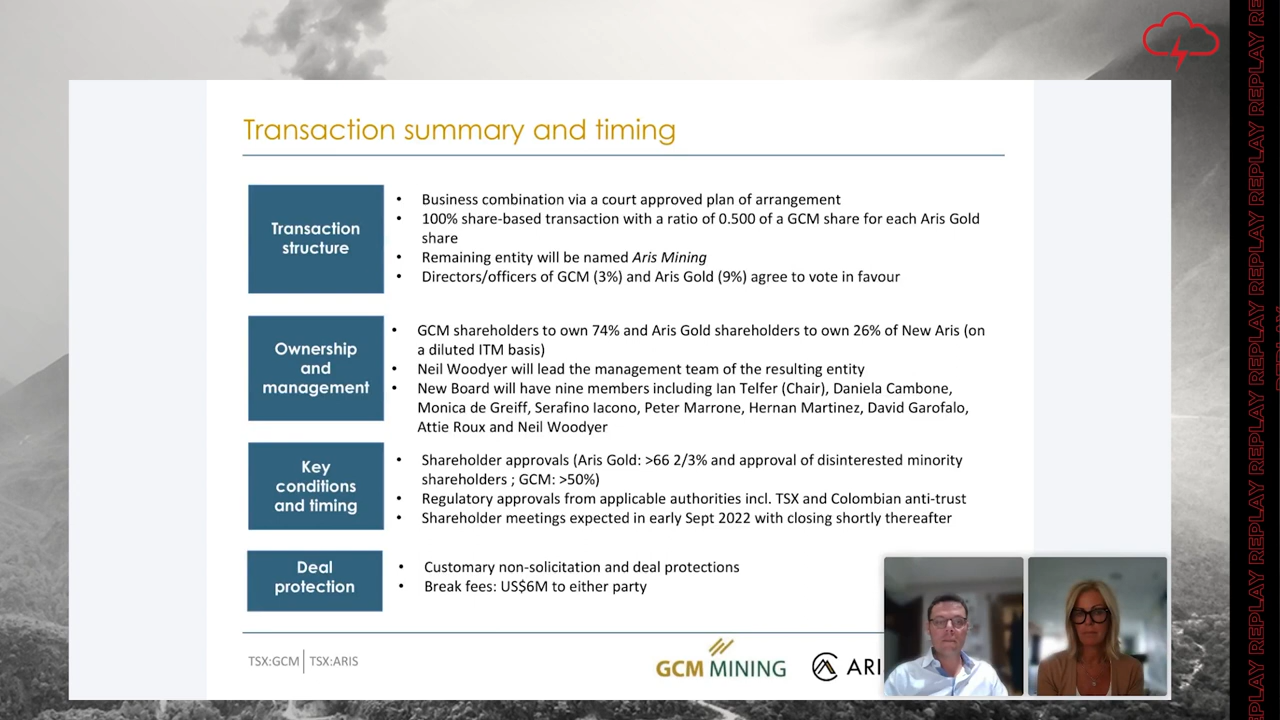 Transaction summary and timing
Transaction
structure
• Business combination via a court approved plan of arrangement
• 100% share-based transaction with a ratio of 0.500 of a GCM share for each Aris Gold
share
• Remaining entity will be named Aris Mining
• Directors/officers of GCM (3%) and Aris Gold (9%) agree to vote in favour
Ownership
and
management
• GCM shareholders to own 74% and Aris Gold shareholders to own 26% of New Aris (on
a diluted ITM basis)
• Neil Woodyer will lead the management team of the resulting entity
• New Board will have nine members including Ian Telfer (Chair), Daniela Cambone,
Monica de Greiff, Serafino Iacono, Peter Marrone, Hernan Martinez, David Garofalo,
Attie Roux and Neil Woodyer
Key
conditions
and timing
• Shareholder approvals (Aris Gold: >66 2/3% and approval of disinterested minority
shareholders ; GCM: >50%)
• Regulatory approvals from applicable authorities incl. TSX and Colombian anti-trust
• Shareholder meetings expected in early Sept 2022 with closing shortly thereafter
Deal
protection
• Customary non-solicitation and deal protections
• Break fees: US$6M to either party
TSX:GCM | TSX:ARIS
GCM MINING
ARI
REPLAY REPLAY REPLAY REPLAY REPLAY REPLAY REPLAY REPLAY